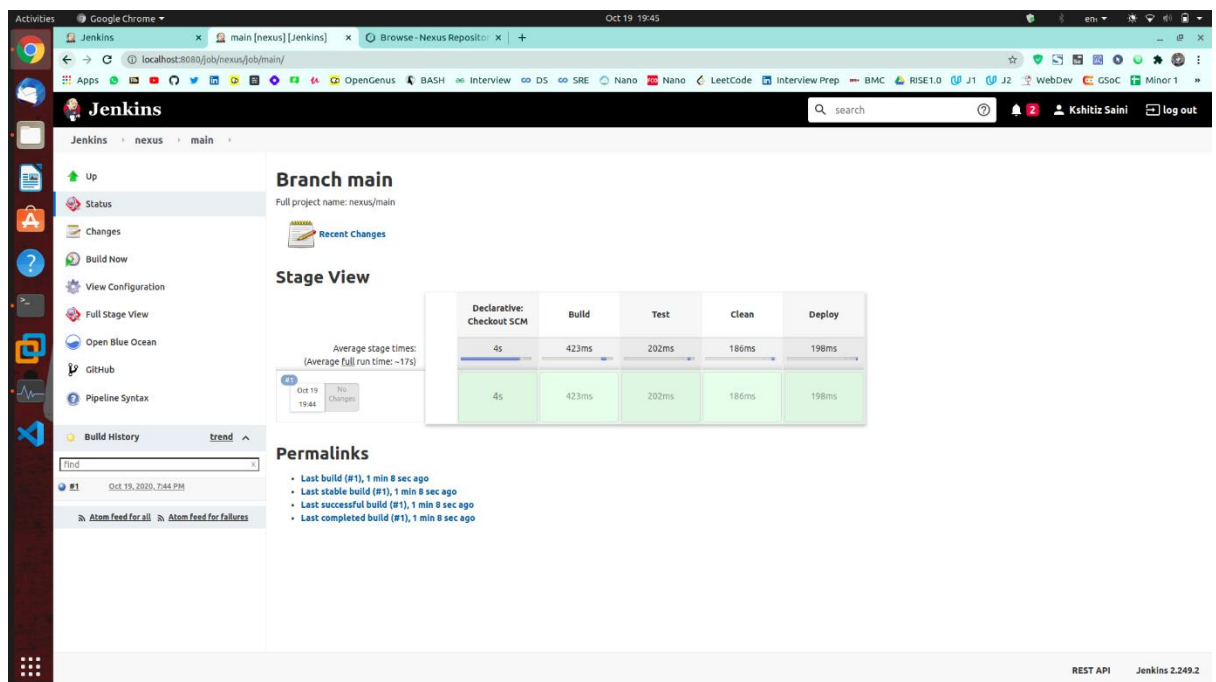 Activities Google Chrome Oct 19 19:45 en₁
Jenkins × main [nexus] [Jenkins] × Browse - Nexus Repositor × +
localhost:8080/job/nexus/job/main/
Apps OpenGenus BASH Interview DS SRE Nano Nano LeetCode Interview Prep BMC RISE1.0 J1 J2 WebDev GSoC Minor 1 »
Jenkins search 2 Kshitiz Saini log out
Jenkins nexus main
Up
Status
Changes
Build Now
View Configuration
Full Stage View
Open Blue Ocean
GitHub
Pipeline Syntax
Build History trend
find x
#1 Oct 19, 2020, 7:44 PM
Atom feed for all Atom feed for failures
Branch main
Full project name: nexus/main
Recent Changes
Stage View
Declarative: Checkout SCM Build Test Clean Deploy
Average stage times: 4s 423ms 202ms 186ms 198ms
(Average full run time: ~17s)
#1
Oct 19 19:44 No Changes 4s 423ms 202ms 186ms 198ms
Permalinks
Last build (#1), 1 min 8 sec ago
Last stable build (#1), 1 min 8 sec ago
Last successful build (#1), 1 min 8 sec ago
Last completed build (#1), 1 min 8 sec ago
REST API Jenkins 2.249.2